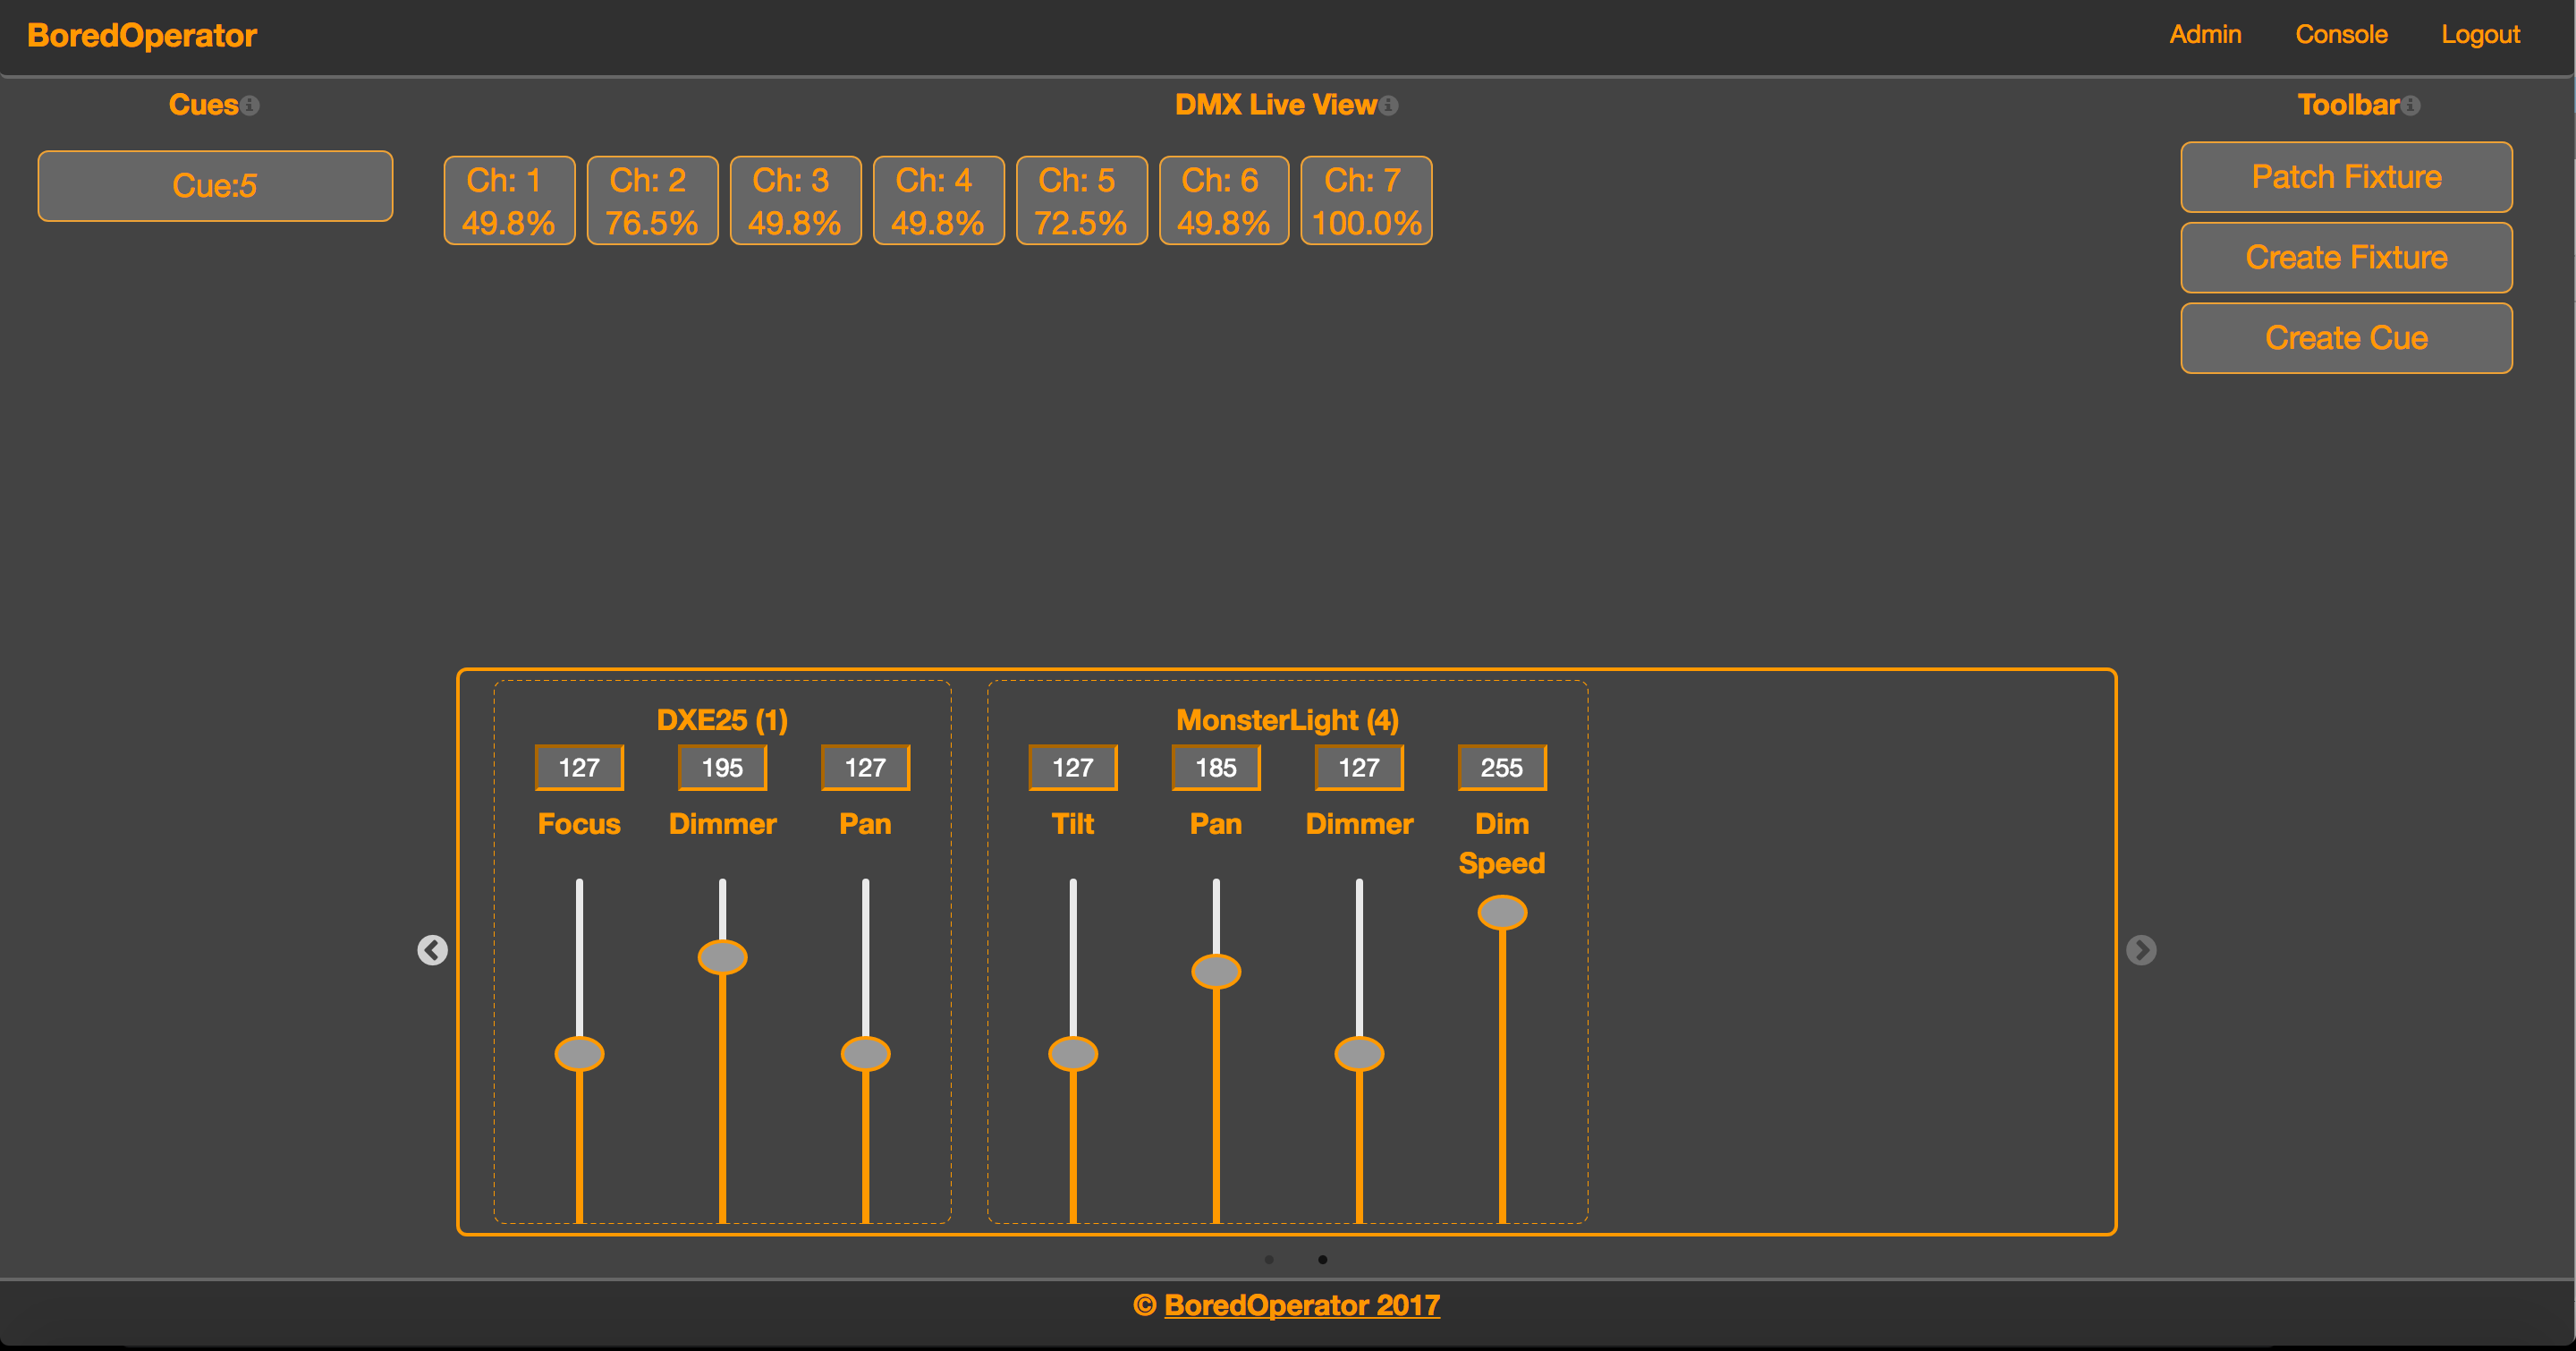 BoredOperator
Admin Console Logout
Cues
DMX Live View
Toolbar
Cue:5
Ch: 1
49.8%
Ch: 2
76.5%
Ch: 3
49.8%
Ch: 4
49.8%
Ch: 5
72.5%
Ch: 6
49.8%
Ch: 7
100.0%
Patch Fixture
Create Fixture
Create Cue
DXE25 (1)
127 195 127
Focus Dimmer Pan
MonsterLight (4)
127 185 127 255
Tilt Pan Dimmer Dim
Speed
© BoredOperator 2017